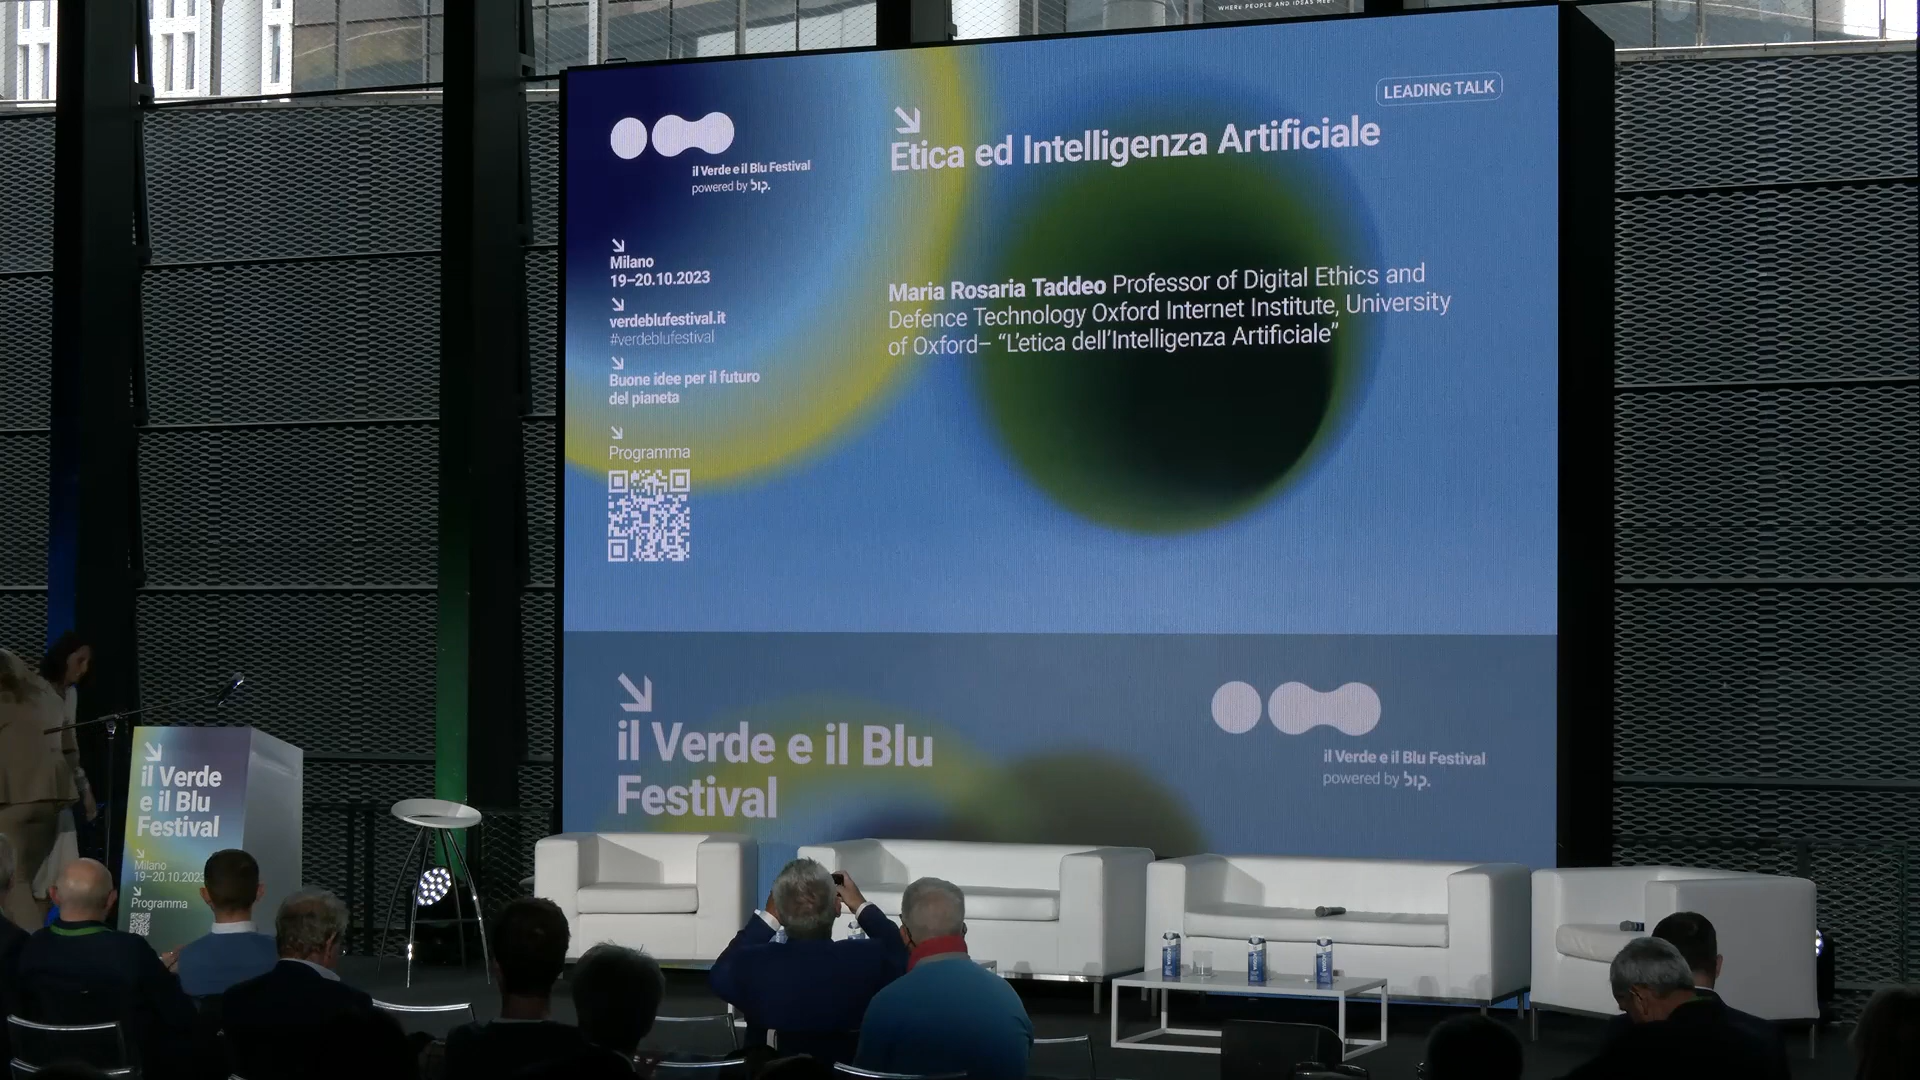 WHERE PEOPLE AND IDEAS MEET
LEADING TALK
il Verde e il Blu Festival
powered by bip.
Etica ed Intelligenza Artificiale
Milano
19–20.10.2023
verdeblufestival.it
#verdeblufestival
Buone idee per il futuro
del pianeta
Programma
Maria Rosaria Taddeo Professor of Digital Ethics and
Defence Technology Oxford Internet Institute, University
of Oxford– “L’etica dell’Intelligenza Artificiale”
il Verde e il Blu
Festival
il Verde e il Blu Festival
powered by bip.
il Verde
e il Blu
Festival
Milano
19–20.10.2023
Programma